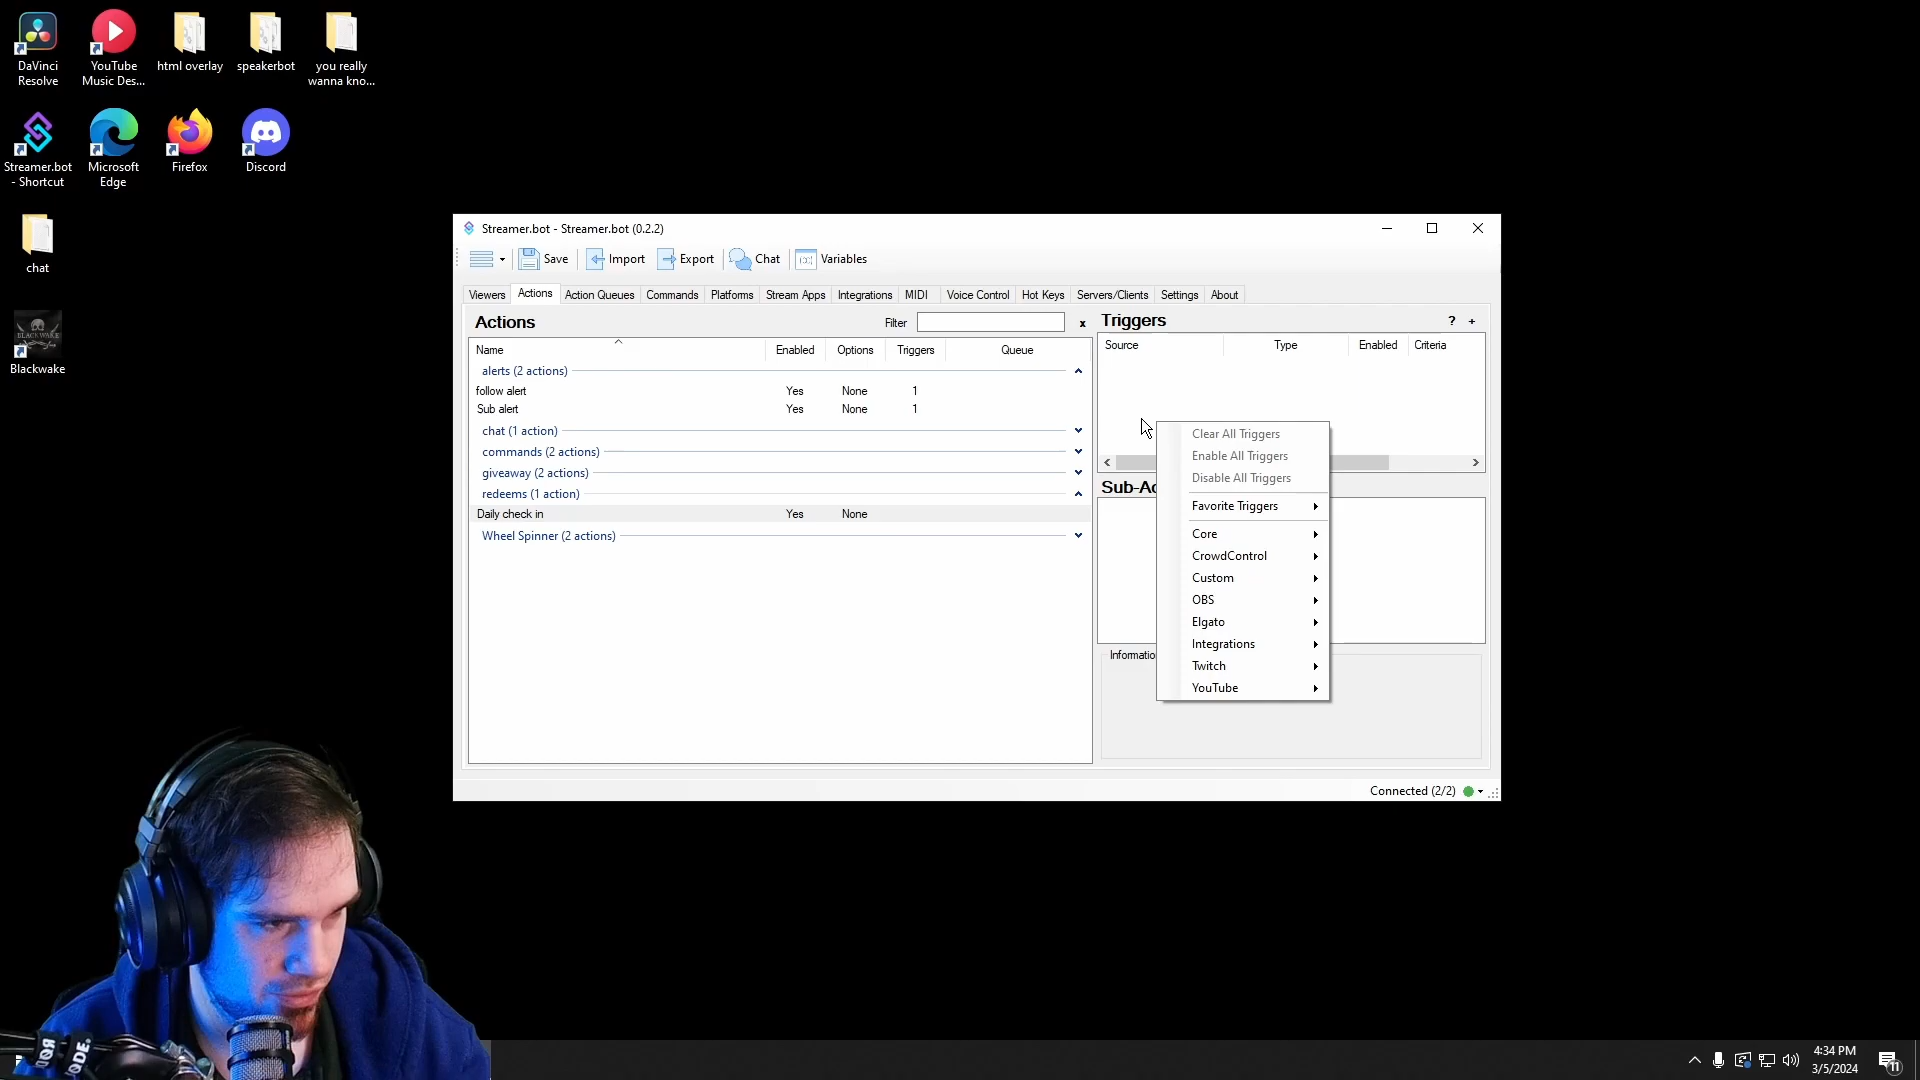 DaVinci
Resolve
YouTube
Music Des...
html overlay
speakerbot
you really
wanna kno...
Streamer.bot
- Shortcut
Microsoft
Edge
Firefox
Discord
chat
BLACKWAKE
Blackwake
Streamer.bot - Streamer.bot (0.2.2)
Save Import Export Chat Variables
Viewers Actions Action Queues Commands Platforms Stream Apps Integrations MIDI Voice Control Hot Keys Servers/Clients Settings About
Actions Filter x
Name Enabled Options Triggers Queue
alerts (2 actions)
follow alert Yes None 1
Sub alert Yes None 1
chat (1 action)
commands (2 actions)
giveaway (2 actions)
redeems (1 action)
Daily check in Yes None
Wheel Spinner (2 actions)
Triggers ? +
Source Type Enabled Criteria
Sub-Ac
Informatio
Clear All Triggers
Enable All Triggers
Disable All Triggers
Favorite Triggers
Core
CrowdControl
Custom
OBS
Elgato
Integrations
Twitch
YouTube
Connected (2/2)
4:34 PM
3/5/2024
11